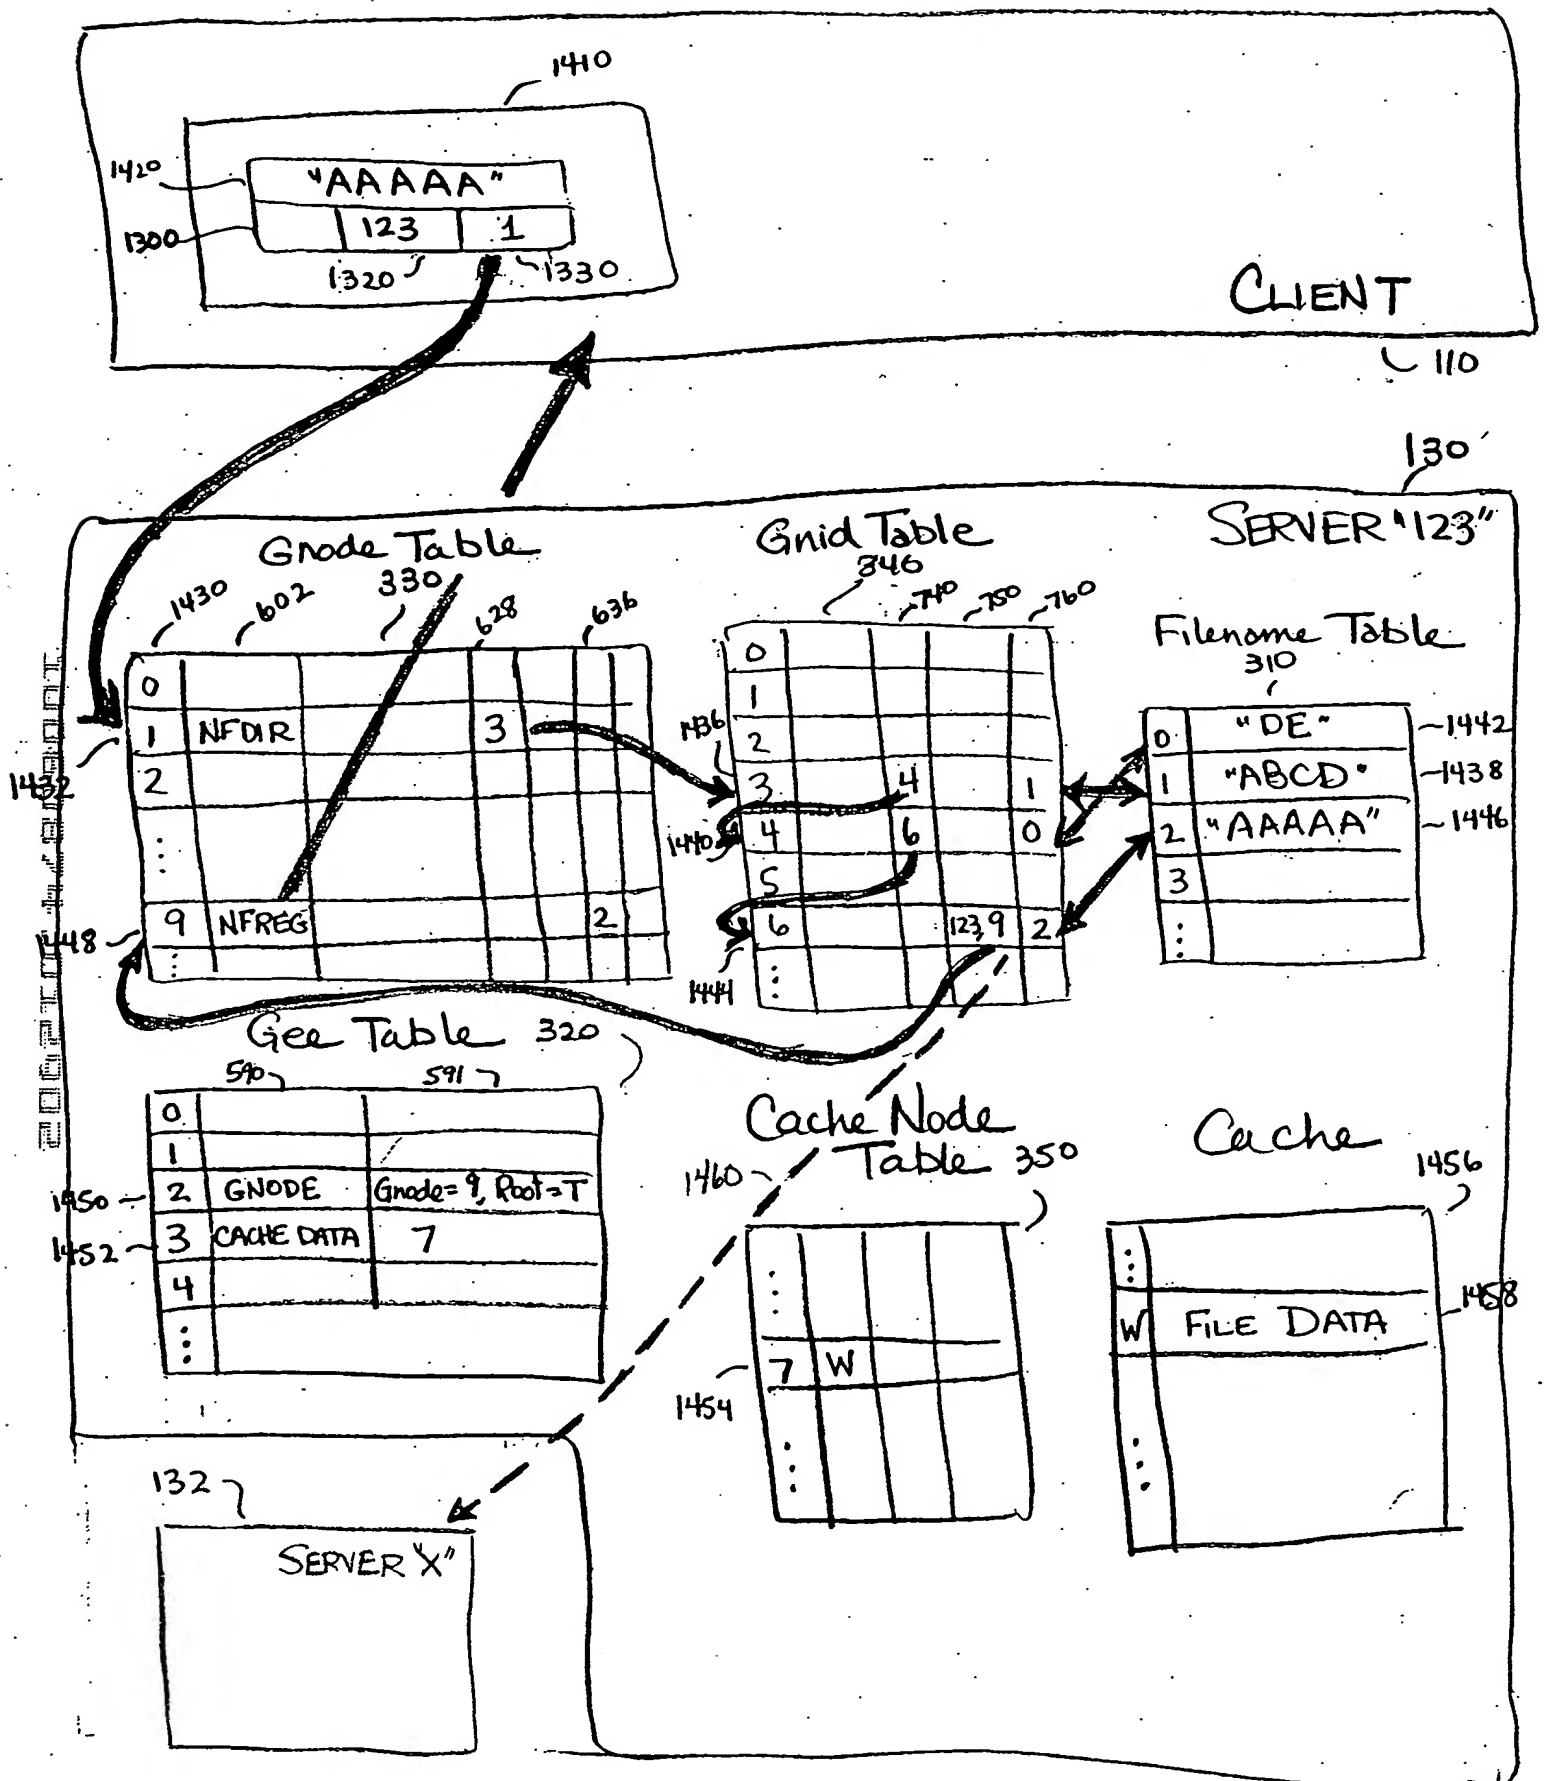 1410
1420
"AAAAA"
1300
123 1
1320 1330
CLIENT
110
130
SERVER "123"
Gnode Table
330
1430 602 628 636
0
1 NFDIR 3
1432
2
⋮
9 NFREG 2
1448
⋮
Gnid Table
346
740 750 760
0
1
2
1436
3 4 1
1440
4 6 0
5
6 123,9 2
1444
⋮
Filename Table
310
0 "DE" 1442
1 "ABCD" 1438
2 "AAAAA" 1446
3
⋮
Gee Table 320
590 591
0
1
1450 2 GNODE Gnode=9, Root=T
1452 3 CACHE DATA 7
4
⋮
Cache Node
Table 350
1460
⋮
7 W
1454
⋮
Cache
1456
⋮
W FILE DATA 1458
⋮
132
SERVER "X"